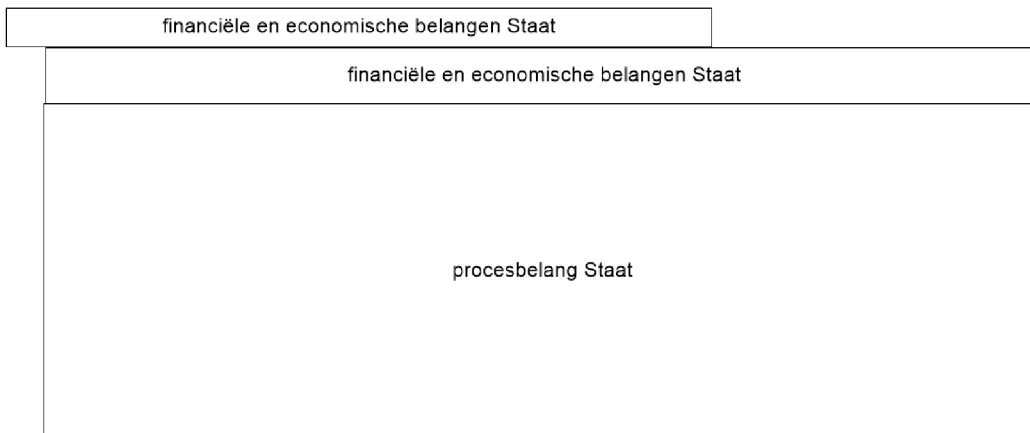 financiële en economische belangen Staat
financiële en economische belangen Staat
procesbelang Staat